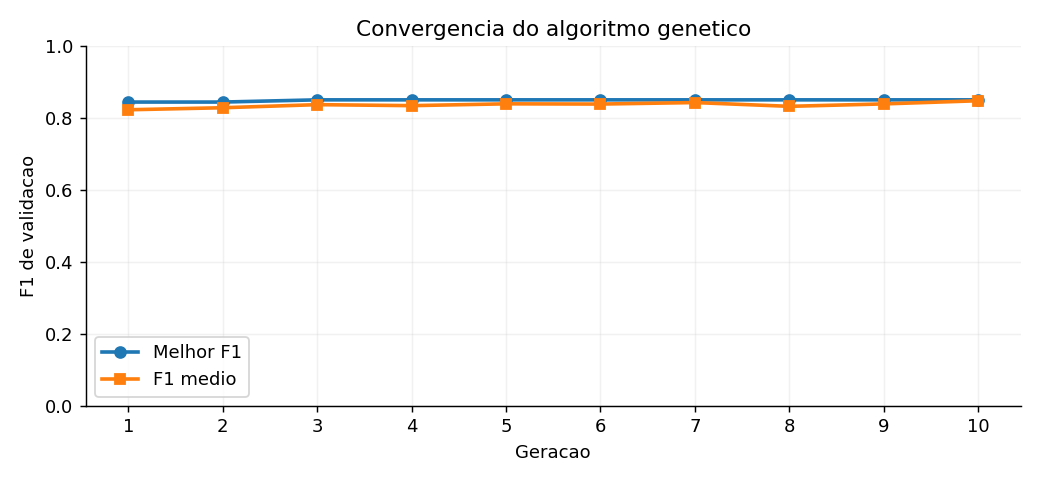 Convergencia do algoritmo genetico
F1 de validacao
1.0
0.8
0.6
0.4
0.2
0.0
Melhor F1
F1 medio
1 2 3 4 5 6 7 8 9 10
Geracao